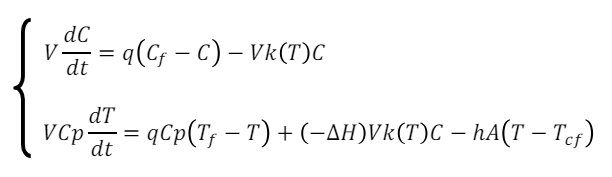 V dC/dt = q(C_f − C) − Vk(T)C
VCp dT/dt = qCp(T_f − T) + (−ΔH)Vk(T)C − hA(T − T_cf)